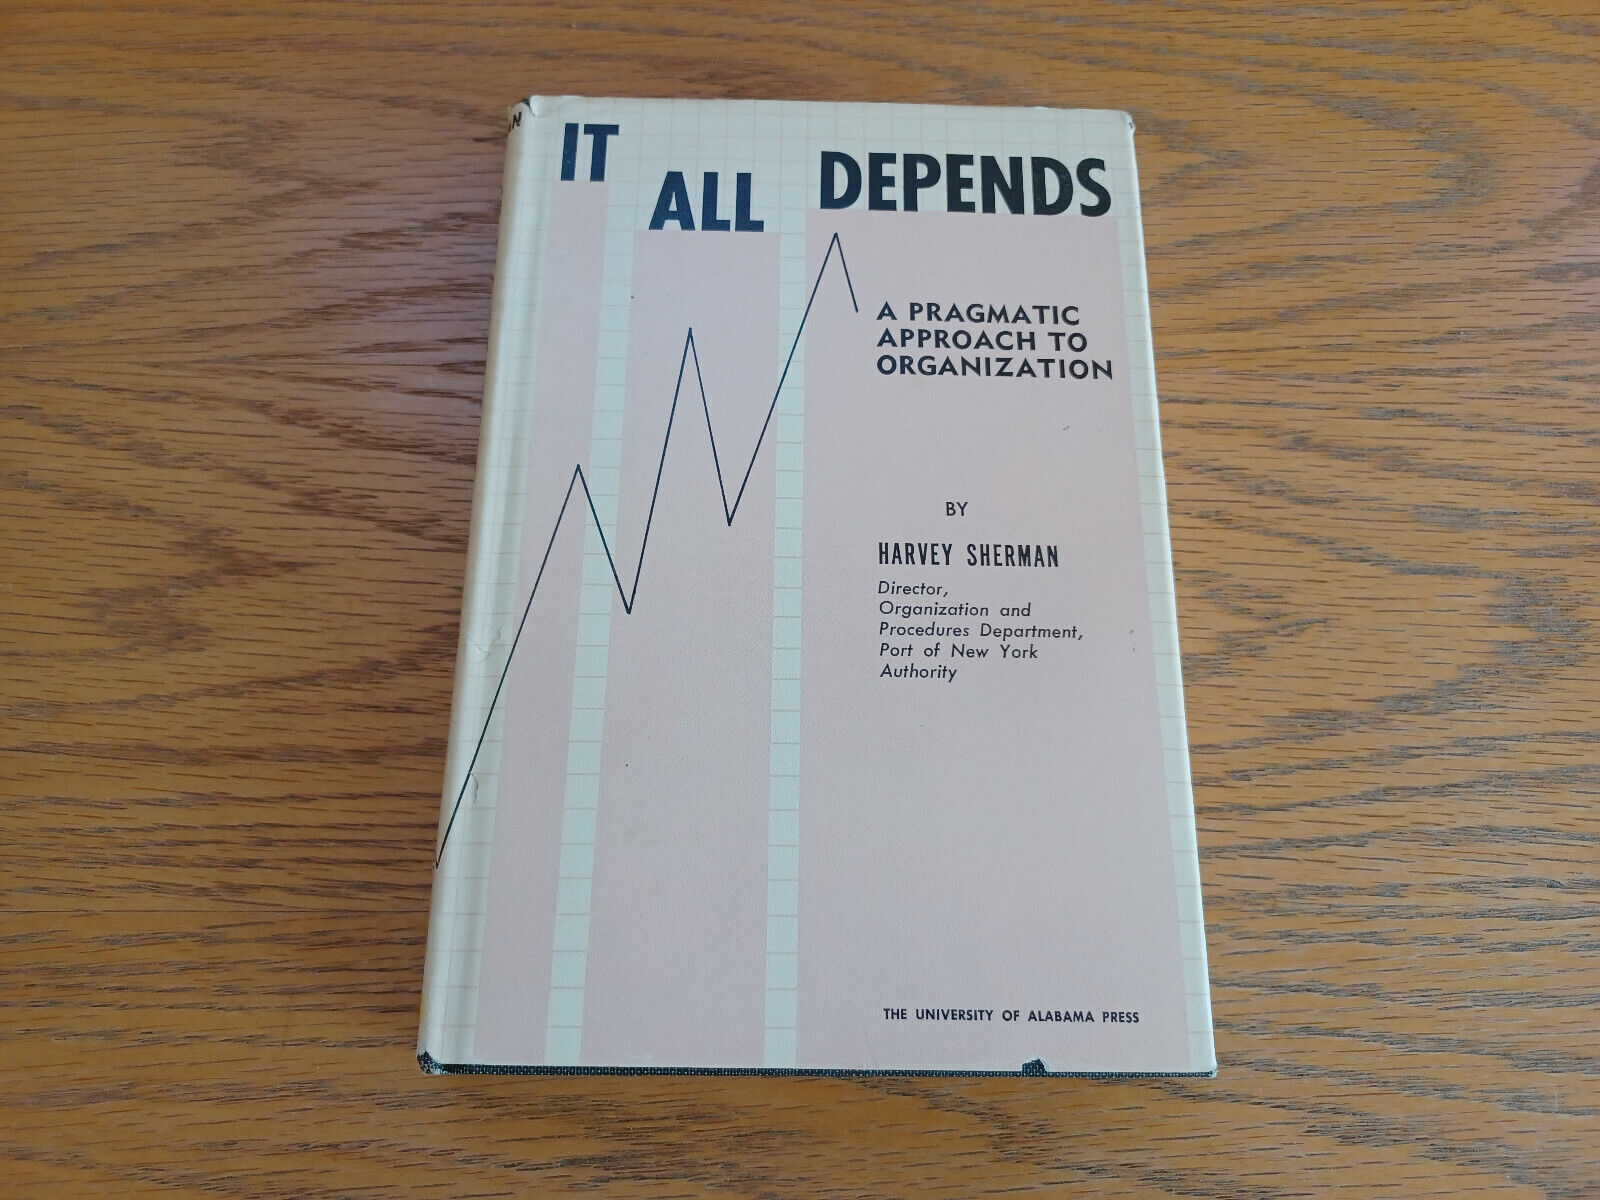 IT
ALL
DEPENDS
A PRAGMATIC
APPROACH TO
ORGANIZATION
BY
HARVEY SHERMAN
Director,
Organization and
Procedures Department,
Port of New York
Authority
THE UNIVERSITY OF ALABAMA PRESS